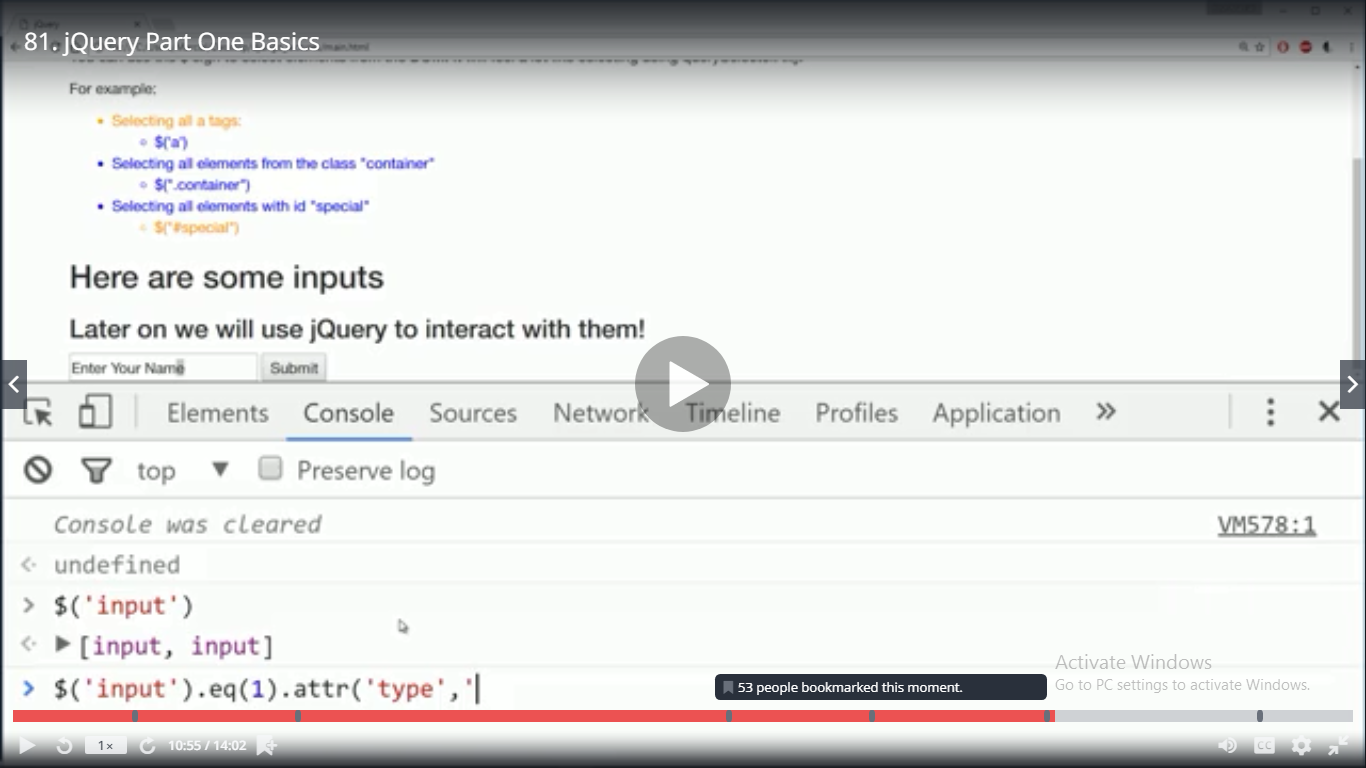 jQuery
81. jQuery Part One Basics
/main.html
For example:
Selecting all a tags:
$('a')
Selecting all elements from the class "container"
$(".container")
Selecting all elements with id "special"
$("#special")
Here are some inputs
Later on we will use jQuery to interact with them!
Enter Your Name Submit
Elements Console Sources Network Timeline Profiles Application »
top Preserve log
Console was cleared VM578:1
undefined
$('input')
[input, input]
$('input').eq(1).attr('type','
Activate Windows
Go to PC settings to activate Windows.
53 people bookmarked this moment.
1× 10:55 / 14:02 CC